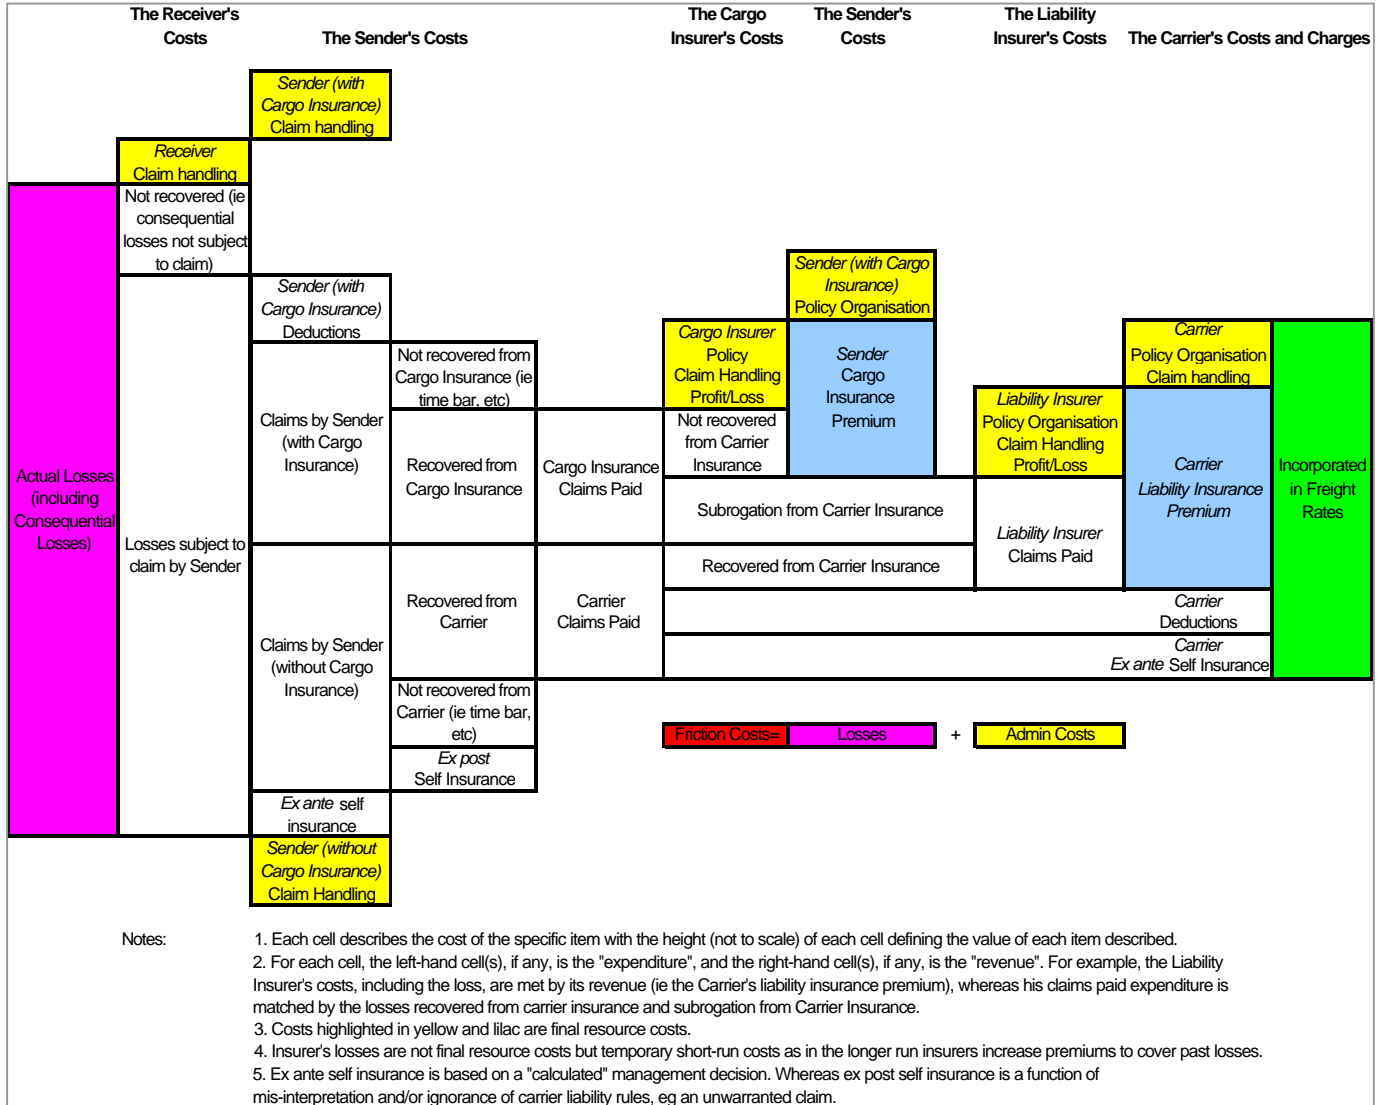 The Receiver's
Costs
The Sender's Costs
The Cargo
Insurer's Costs
The Sender's
Costs
The Liability
Insurer's Costs
The Carrier's Costs and Charges
Sender (with
Cargo Insurance)
Claim handling
Receiver
Claim handling
Not recovered (ie
consequential
losses not subject
to claim)
Sender (with
Cargo Insurance)
Deductions
Sender (with Cargo
Insurance)
Policy Organisation
Cargo Insurer
Policy
Claim Handling
Profit/Loss
Sender
Cargo
Insurance
Premium
Carrier
Policy Organisation
Claim handling
Not recovered from
Cargo Insurance (ie
time bar, etc)
Claims by Sender
(with Cargo
Insurance)
Recovered from
Cargo Insurance
Cargo Insurance
Claims Paid
Not recovered
from Carrier
Insurance
Liability Insurer
Policy Organisation
Claim Handling
Profit/Loss
Carrier
Liability Insurance
Premium
Incorporated
in Freight
Rates
Actual Losses
(including
Consequential
Losses)
Losses subject to
claim by Sender
Subrogation from Carrier Insurance
Liability Insurer
Claims Paid
Recovered from Carrier Insurance
Claims by Sender
(without Cargo
Insurance)
Recovered from
Carrier
Carrier
Claims Paid
Carrier
Deductions
Carrier
Ex ante Self Insurance
Not recovered from
Carrier (ie time bar,
etc)
Ex post
Self Insurance
Friction Costs=
Losses
+
Admin Costs
Ex ante self
insurance
Sender (without
Cargo Insurance)
Claim Handling
Notes:
1. Each cell describes the cost of the specific item with the height (not to scale) of each cell defining the value of each item described.
2. For each cell, the left-hand cell(s), if any, is the "expenditure", and the right-hand cell(s), if any, is the "revenue". For example, the Liability
Insurer's costs, including the loss, are met by its revenue (ie the Carrier's liability insurance premium), whereas his claims paid expenditure is
matched by the losses recovered from carrier insurance and subrogation from Carrier Insurance.
3. Costs highlighted in yellow and lilac are final resource costs.
4. Insurer's losses are not final resource costs but temporary short-run costs as in the longer run insurers increase premiums to cover past losses.
5. Ex ante self insurance is based on a "calculated" management decision. Whereas ex post self insurance is a function of
mis-interpretation and/or ignorance of carrier liability rules, eg an unwarranted claim.